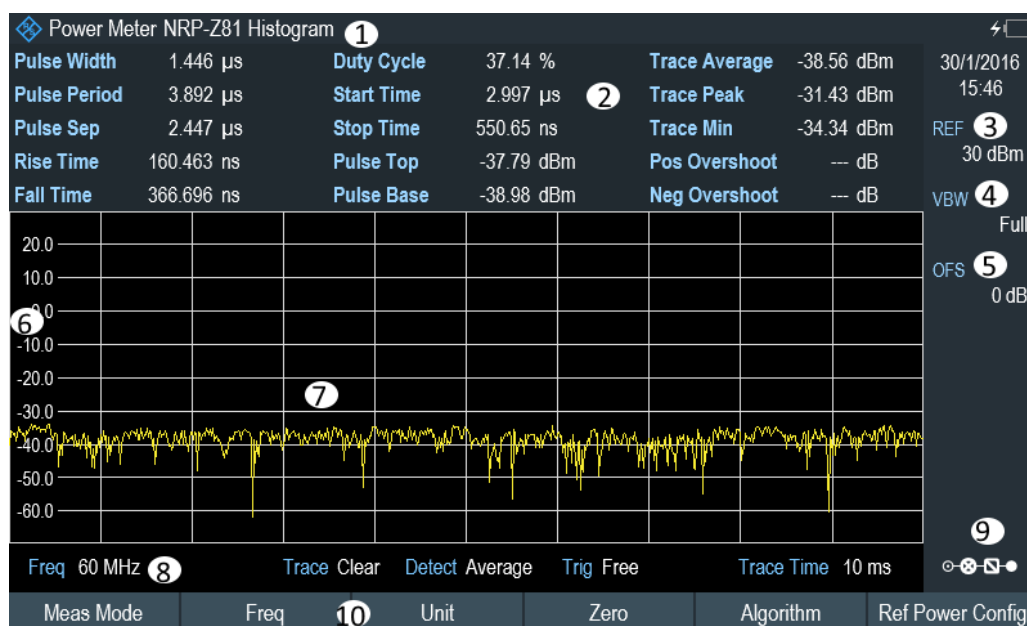 Power Meter NRP-Z81 Histogram 1
Pulse Width 1.446 µs Duty Cycle 37.14 % Trace Average -38.56 dBm
Pulse Period 3.892 µs Start Time 2.997 µs 2 Trace Peak -31.43 dBm
Pulse Sep 2.447 µs Stop Time 550.65 ns Trace Min -34.34 dBm
Rise Time 160.463 ns Pulse Top -37.79 dBm Pos Overshoot --- dB
Fall Time 366.696 ns Pulse Base -38.98 dBm Neg Overshoot --- dB
30/1/2016
15:46
REF 3
30 dBm
VBW 4
Full
OFS 5
0 dB
20.0
10.0
0.0
6
-10.0
-20.0
7
-30.0
-40.0
-50.0
-60.0
9
Freq 60 MHz 8 Trace Clear Detect Average Trig Free Trace Time 10 ms
Meas Mode Freq 10 Unit Zero Algorithm Ref Power Config